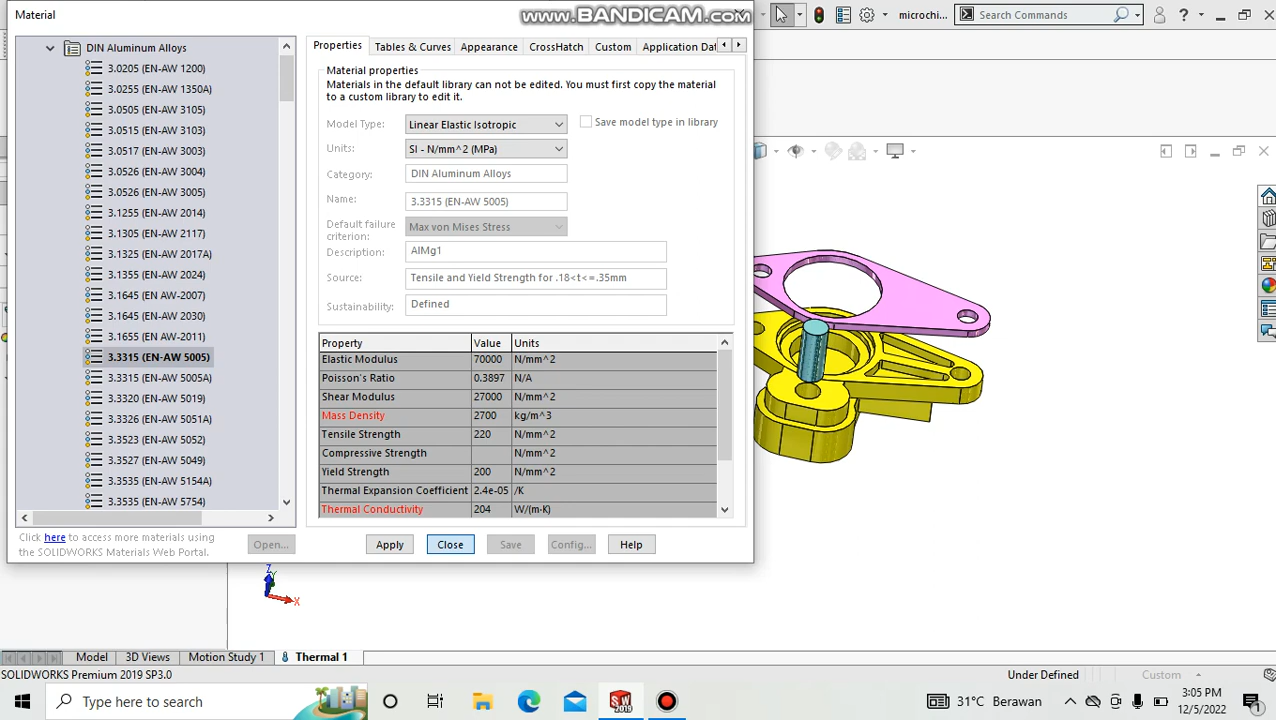 Material
www.BANDICAM.com
microchi
Search Commands
DIN Aluminum Alloys
3.0205 (EN-AW 1200)
3.0255 (EN-AW 1350A)
3.0505 (EN-AW 3105)
3.0515 (EN-AW 3103)
3.0517 (EN-AW 3003)
3.0526 (EN-AW 3004)
3.0526 (EN-AW 3005)
3.1255 (EN-AW 2014)
3.1305 (EN-AW 2117)
3.1325 (EN-AW 2017A)
3.1355 (EN-AW 2024)
3.1645 (EN AW-2007)
3.1645 (EN-AW 2030)
3.1655 (EN AW-2011)
3.3315 (EN-AW 5005)
3.3315 (EN-AW 5005A)
3.3320 (EN-AW 5019)
3.3326 (EN-AW 5051A)
3.3523 (EN-AW 5052)
3.3527 (EN-AW 5049)
3.3535 (EN-AW 5154A)
3.3535 (EN-AW 5754)
Click here to access more materials using
the SOLIDWORKS Materials Web Portal.
Open...
Properties Tables & Curves Appearance CrossHatch Custom Application Dat
Material properties
Materials in the default library can not be edited. You must first copy the material
to a custom library to edit it.
Model Type: Linear Elastic Isotropic Save model type in library
Units: SI - N/mm^2 (MPa)
Category: DIN Aluminum Alloys
Name: 3.3315 (EN-AW 5005)
Default failure
criterion: Max von Mises Stress
Description: AlMg1
Source: Tensile and Yield Strength for .18<t<=.35mm
Sustainability: Defined
Property Value Units
Elastic Modulus 70000 N/mm^2
Poisson's Ratio 0.3897 N/A
Shear Modulus 27000 N/mm^2
Mass Density 2700 kg/m^3
Tensile Strength 220 N/mm^2
Compressive Strength N/mm^2
Yield Strength 200 N/mm^2
Thermal Expansion Coefficient 2.4e-05 /K
Thermal Conductivity 204 W/(m·K)
Apply Close Save Config... Help
Z
Y
X
Model 3D Views Motion Study 1 Thermal 1
SOLIDWORKS Premium 2019 SP3.0 Under Defined Custom
Type here to search
SW
2019
31°C Berawan
3:05 PM
12/5/2022
1